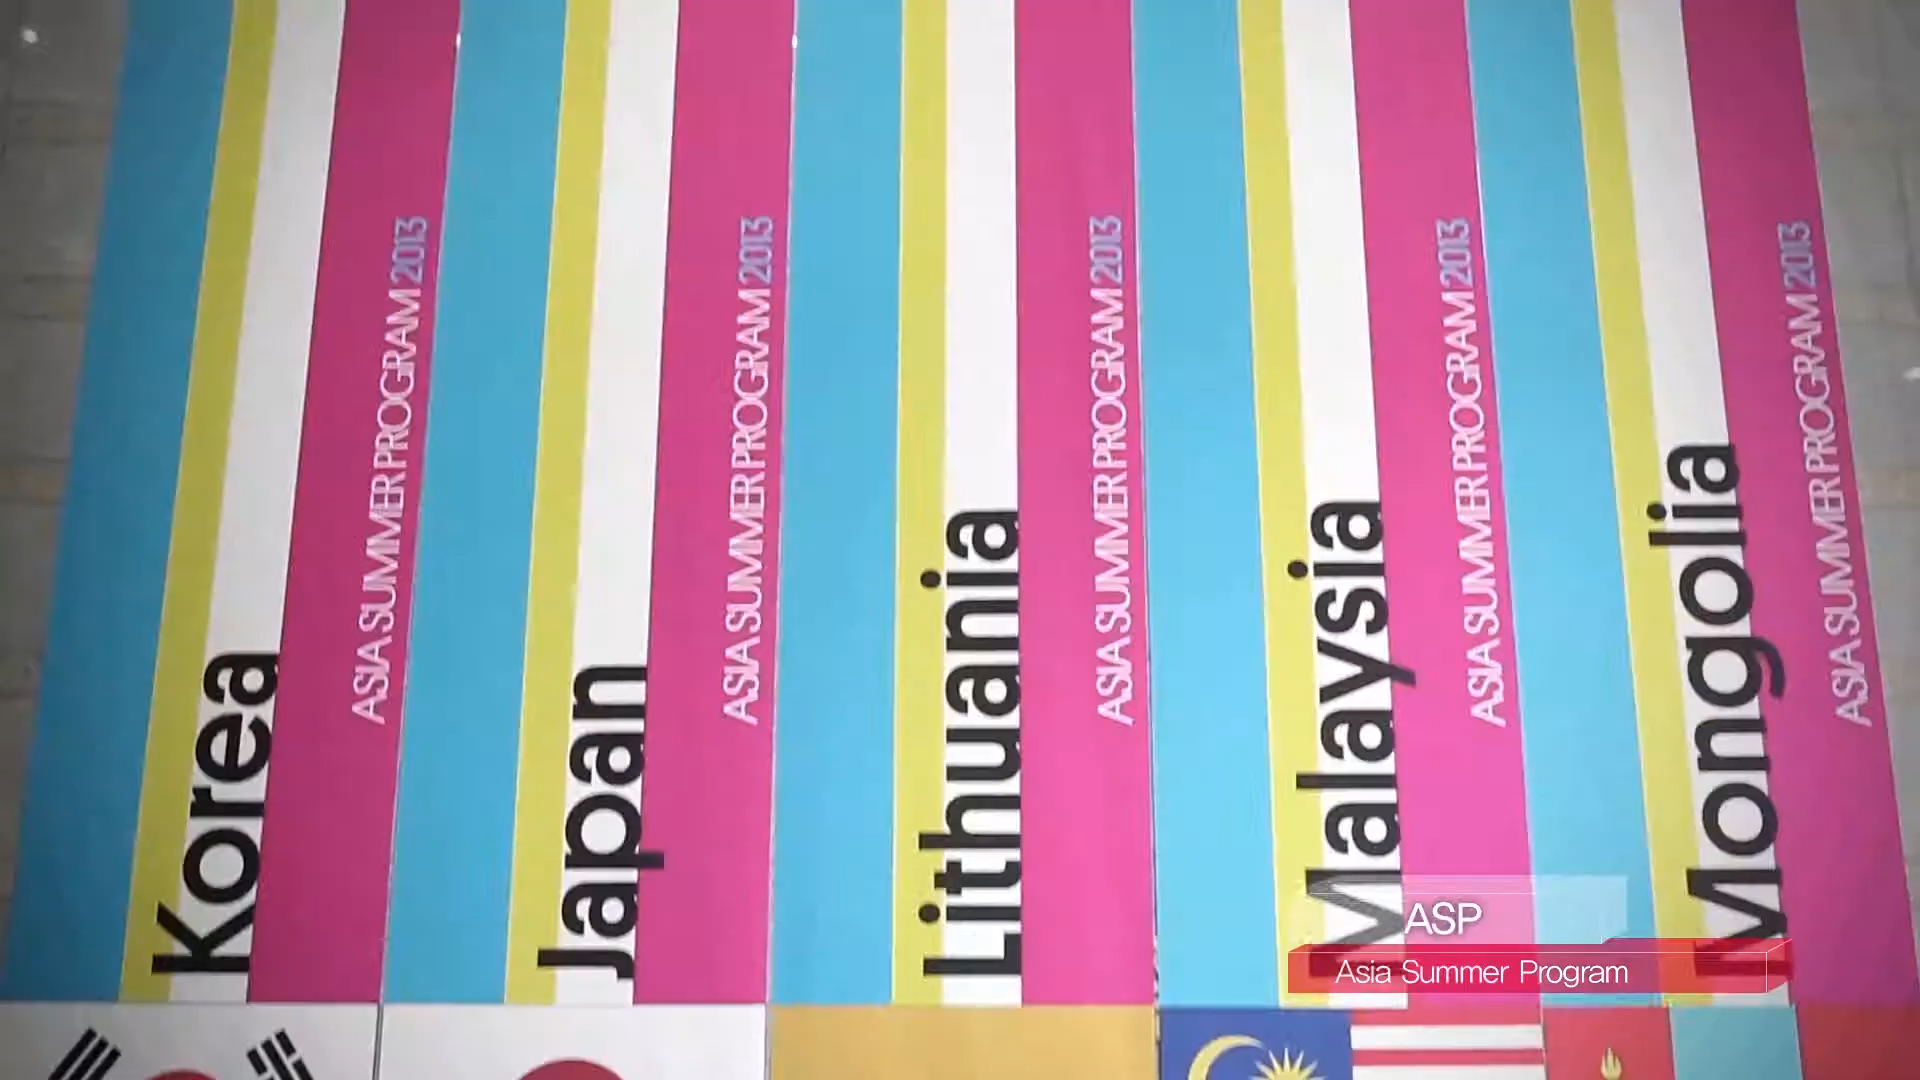 Korea
ASIA SUMMER PROGRAM 2013
Japan
ASIA SUMMER PROGRAM 2013
Lithuania
ASIA SUMMER PROGRAM 2013
Malaysia
ASIA SUMMER PROGRAM 2013
Mongolia
ASIA SUMMER PROGRAM 2013
ASP
Asia Summer Program